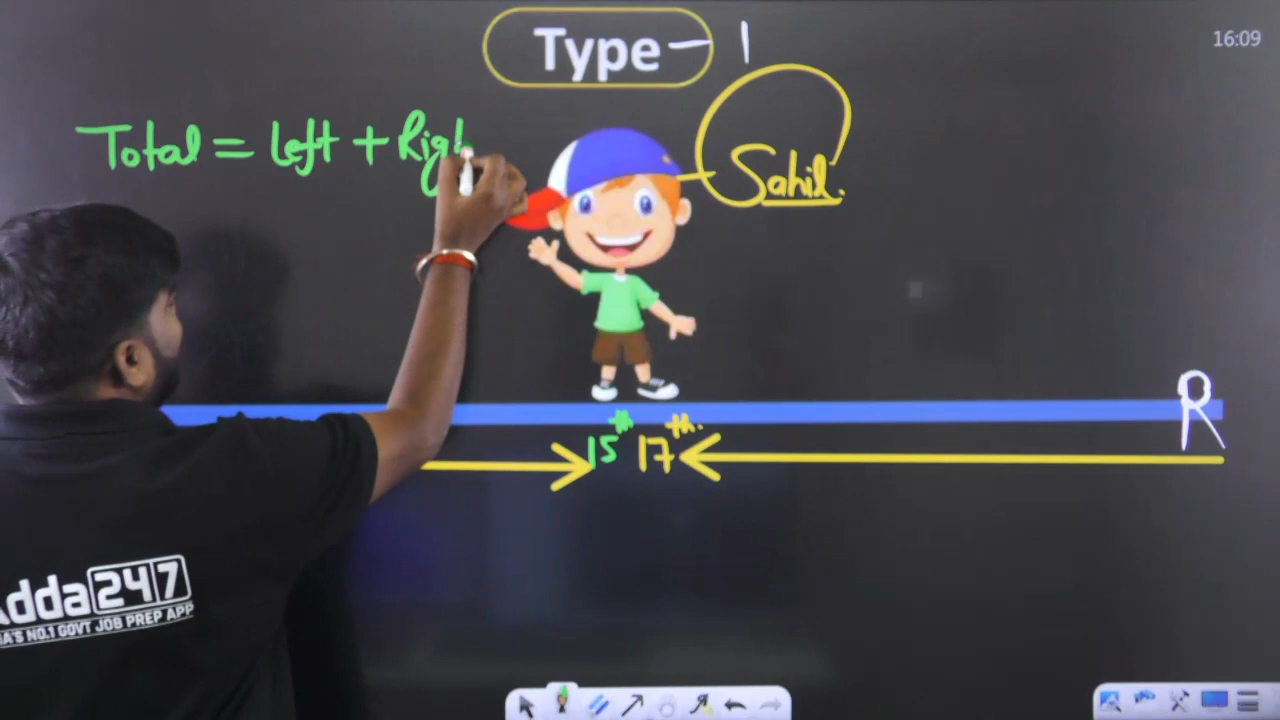 Type - 1
16:09
Total = Left + Righ
Sahil.
R
15th 17th.
Adda247
INDIA'S NO.1 GOVT JOB PREP APP